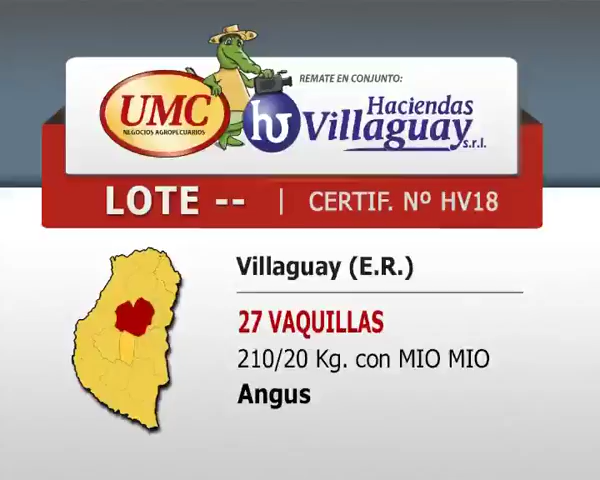 REMATE EN CONJUNTO:
UMC
NEGOCIOS AGROPECUARIOS
hv
Haciendas
Villaguay
s.r.l.
LOTE -- | CERTIF. Nº HV18
Villaguay (E.R.)
27 VAQUILLAS
210/20 Kg. con MIO MIO
Angus